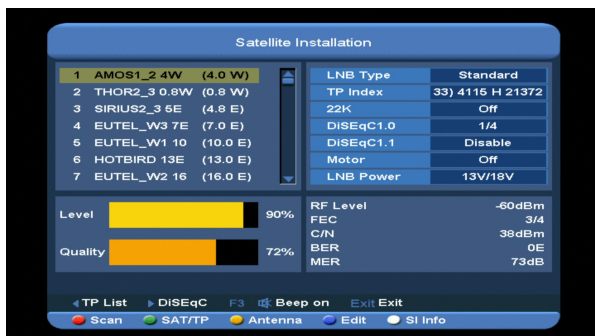 Satellite Installation
1 AMOS1_2 4W (4.0 W)
2 THOR2_3 0.8W (0.8 W)
3 SIRIUS2_3 5E (4.8 E)
4 EUTEL_W3 7E (7.0 E)
5 EUTEL_W1 10 (10.0 E)
6 HOTBIRD 13E (13.0 E)
7 EUTEL_W2 16 (16.0 E)
LNB Type Standard
TP Index 33) 4115 H 21372
22K Off
DiSEqC1.0 1/4
DiSEqC1.1 Disable
Motor Off
LNB Power 13V/18V
Level 90%
Quality 72%
RF Level -60dBm
FEC 3/4
C/N 38dBm
BER 0E
MER 73dB
TP List DiSEqC F3 Beep on Exit Exit
Scan SAT/TP Antenna Edit SI Info